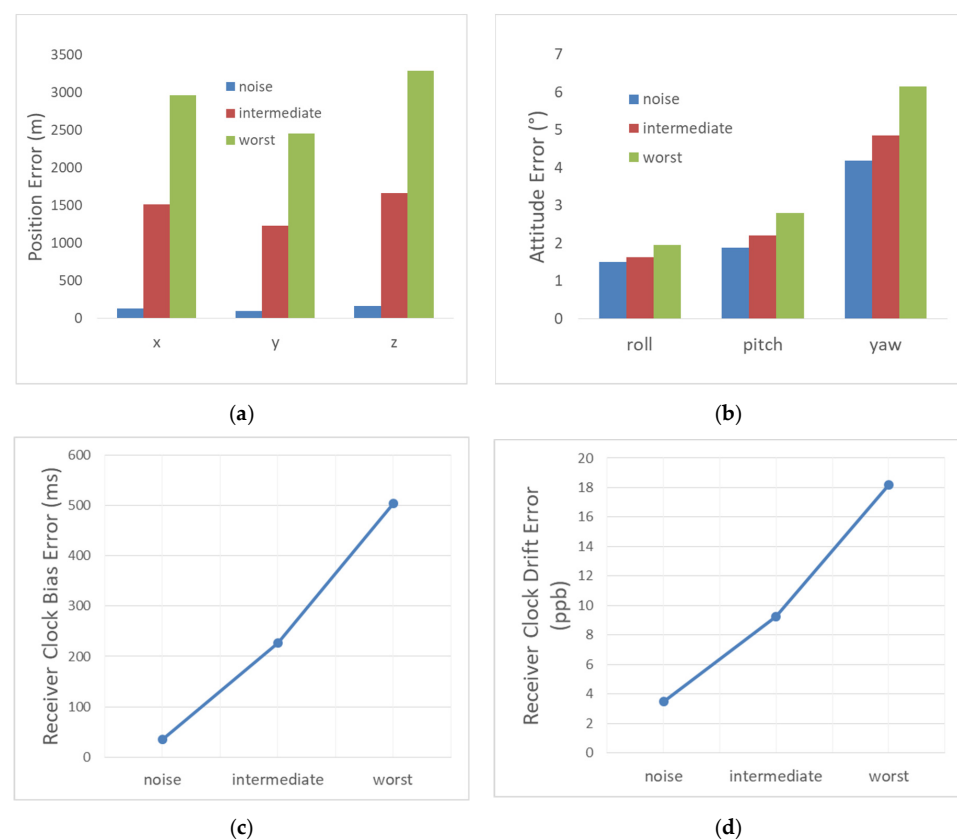 Position Error (m)
3500
3000
2500
2000
1500
1000
500
0
noise
intermediate
worst
x y z
(a)
Attitude Error (°)
7
6
5
4
3
2
1
0
noise
intermediate
worst
roll pitch yaw
(b)
Receiver Clock Bias Error (ms)
600
500
400
300
200
100
0
noise intermediate worst
(c)
Receiver Clock Drift Error
(ppb)
20
18
16
14
12
10
8
6
4
2
0
noise intermediate worst
(d)